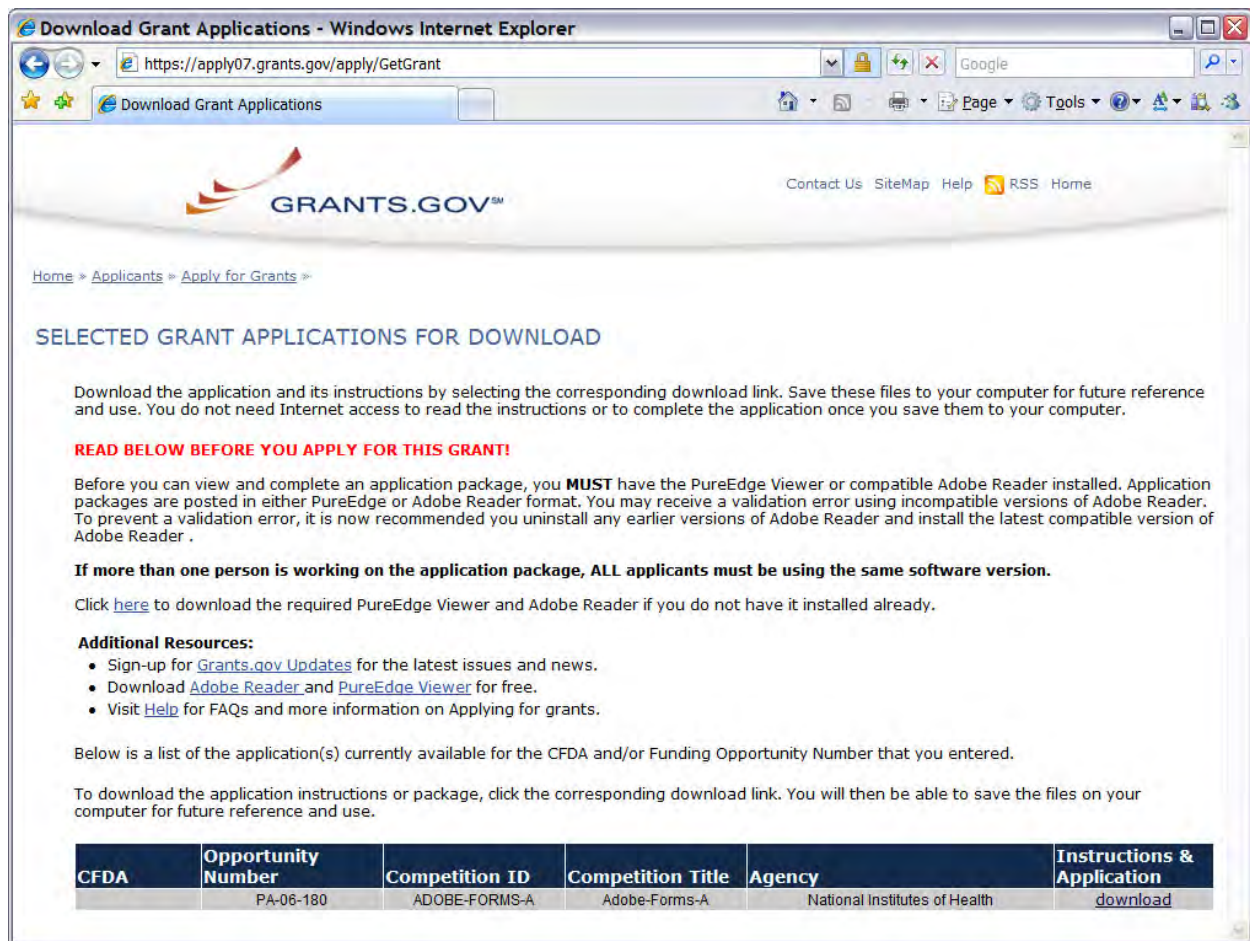 Download Grant Applications - Windows Internet Explorer
https://apply07.grants.gov/apply/GetGrant
Google
Download Grant Applications
Page
Tools
GRANTS.GOV℠
Contact Us SiteMap Help RSS Home
Home » Applicants » Apply for Grants »
SELECTED GRANT APPLICATIONS FOR DOWNLOAD
Download the application and its instructions by selecting the corresponding download link. Save these files to your computer for future reference
and use. You do not need Internet access to read the instructions or to complete the application once you save them to your computer.
READ BELOW BEFORE YOU APPLY FOR THIS GRANT!
Before you can view and complete an application package, you MUST have the PureEdge Viewer or compatible Adobe Reader installed. Application
packages are posted in either PureEdge or Adobe Reader format. You may receive a validation error using incompatible versions of Adobe Reader.
To prevent a validation error, it is now recommended you uninstall any earlier versions of Adobe Reader and install the latest compatible version of
Adobe Reader .
If more than one person is working on the application package, ALL applicants must be using the same software version.
Click here to download the required PureEdge Viewer and Adobe Reader if you do not have it installed already.
Additional Resources:
• Sign-up for Grants.gov Updates for the latest issues and news.
• Download Adobe Reader and PureEdge Viewer for free.
• Visit Help for FAQs and more information on Applying for grants.
Below is a list of the application(s) currently available for the CFDA and/or Funding Opportunity Number that you entered.
To download the application instructions or package, click the corresponding download link. You will then be able to save the files on your
computer for future reference and use.
CFDA Opportunity Number Competition ID Competition Title Agency Instructions & Application
PA-06-180 ADOBE-FORMS-A Adobe-Forms-A National Institutes of Health download